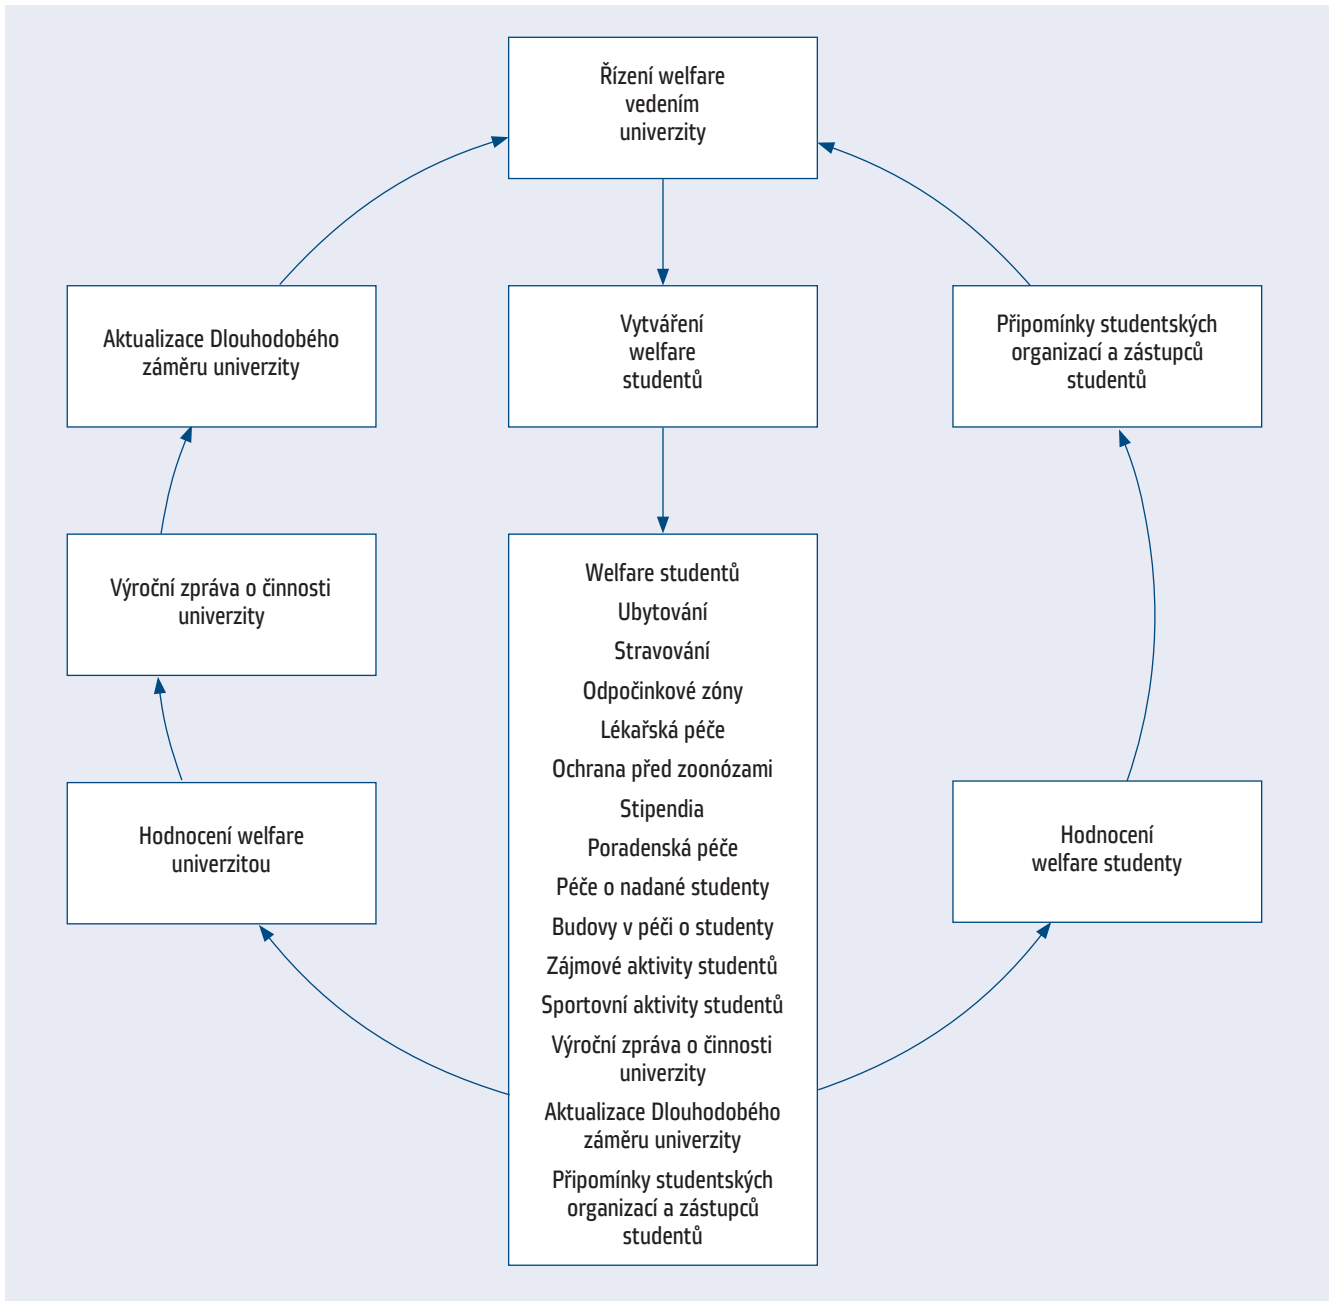 Řízení welfare
vedením
univerzity
Aktualizace Dlouhodobého
záměru univerzity
Vytváření
welfare
studentů
Připomínky studentských
organizací a zástupců
studentů
Výroční zpráva o činnosti
univerzity
Hodnocení welfare
univerzitou
Welfare studentů
Ubytování
Stravování
Odpočinkové zóny
Lékařská péče
Ochrana před zoonózami
Stipendia
Poradenská péče
Péče o nadané studenty
Budovy v péči o studenty
Zájmové aktivity studentů
Sportovní aktivity studentů
Výroční zpráva o činnosti
univerzity
Aktualizace Dlouhodobého
záměru univerzity
Připomínky studentských
organizací a zástupců
studentů
Hodnocení
welfare studenty